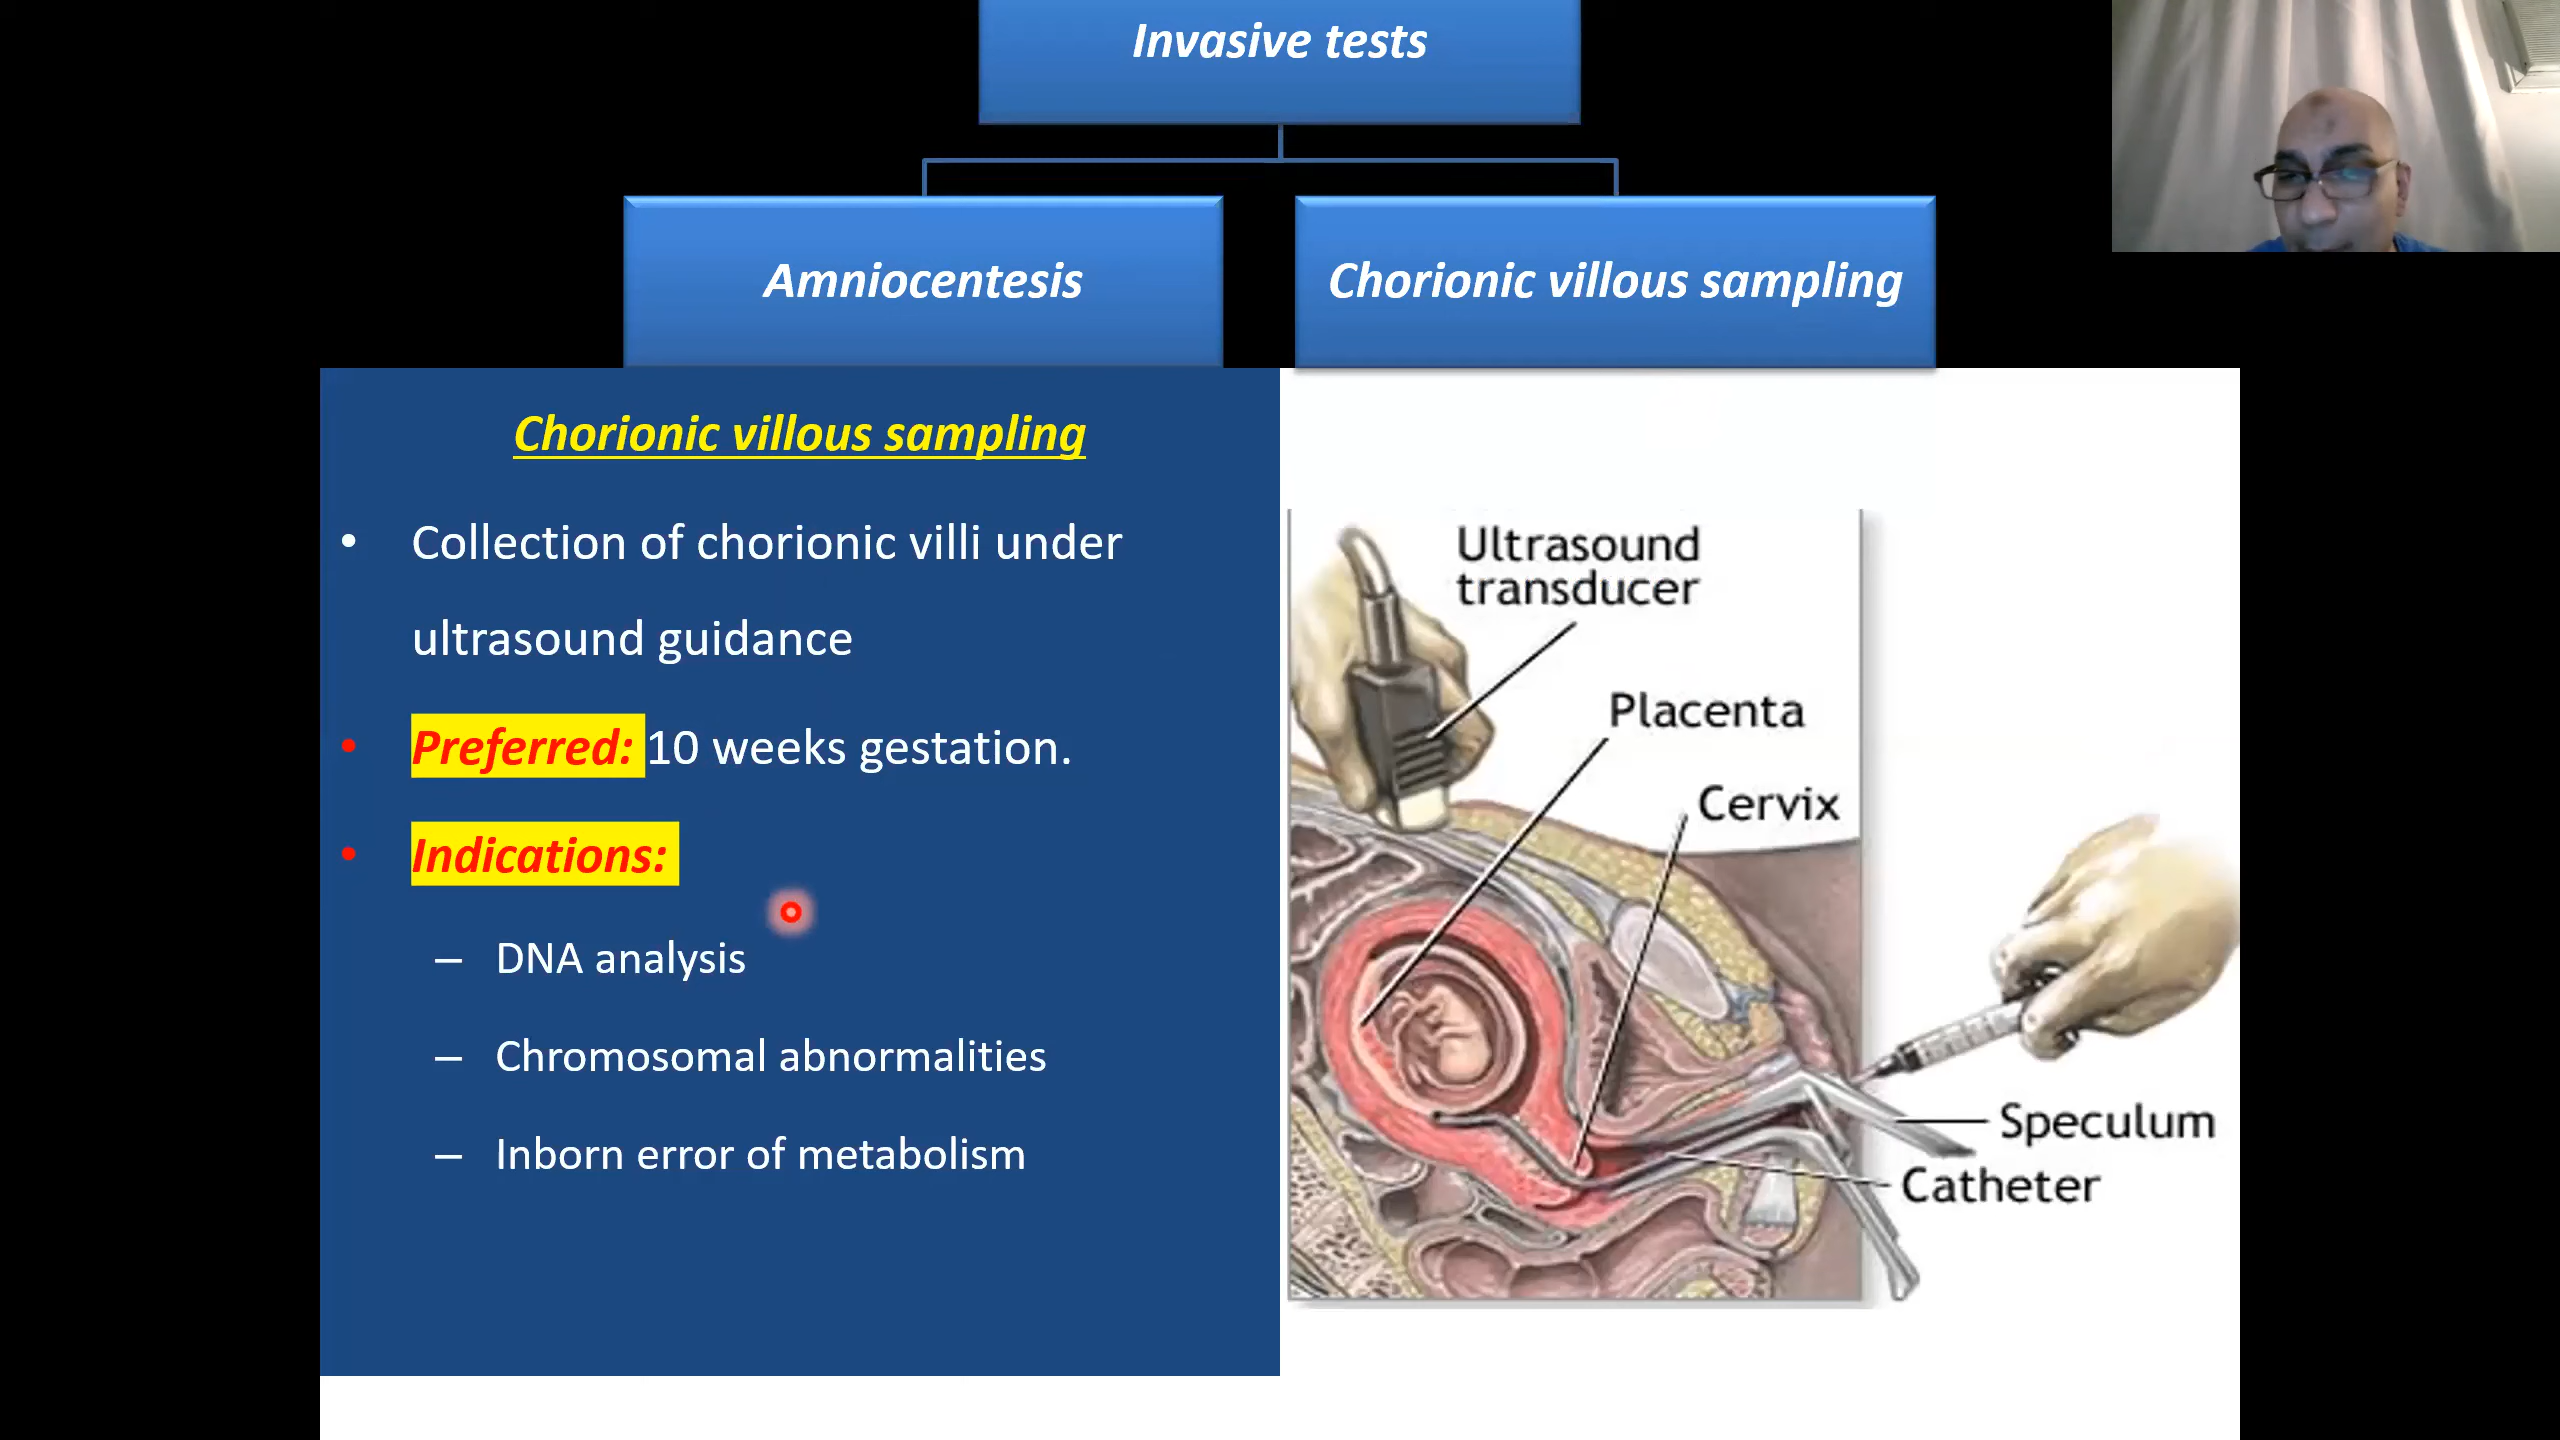 Invasive tests
Amniocentesis
Chorionic villous sampling
Chorionic villous sampling
• Collection of chorionic villi under
ultrasound guidance
• Preferred: 10 weeks gestation.
• Indications:
– DNA analysis
– Chromosomal abnormalities
– Inborn error of metabolism
Ultrasound
transducer
Placenta
Cervix
Speculum
Catheter